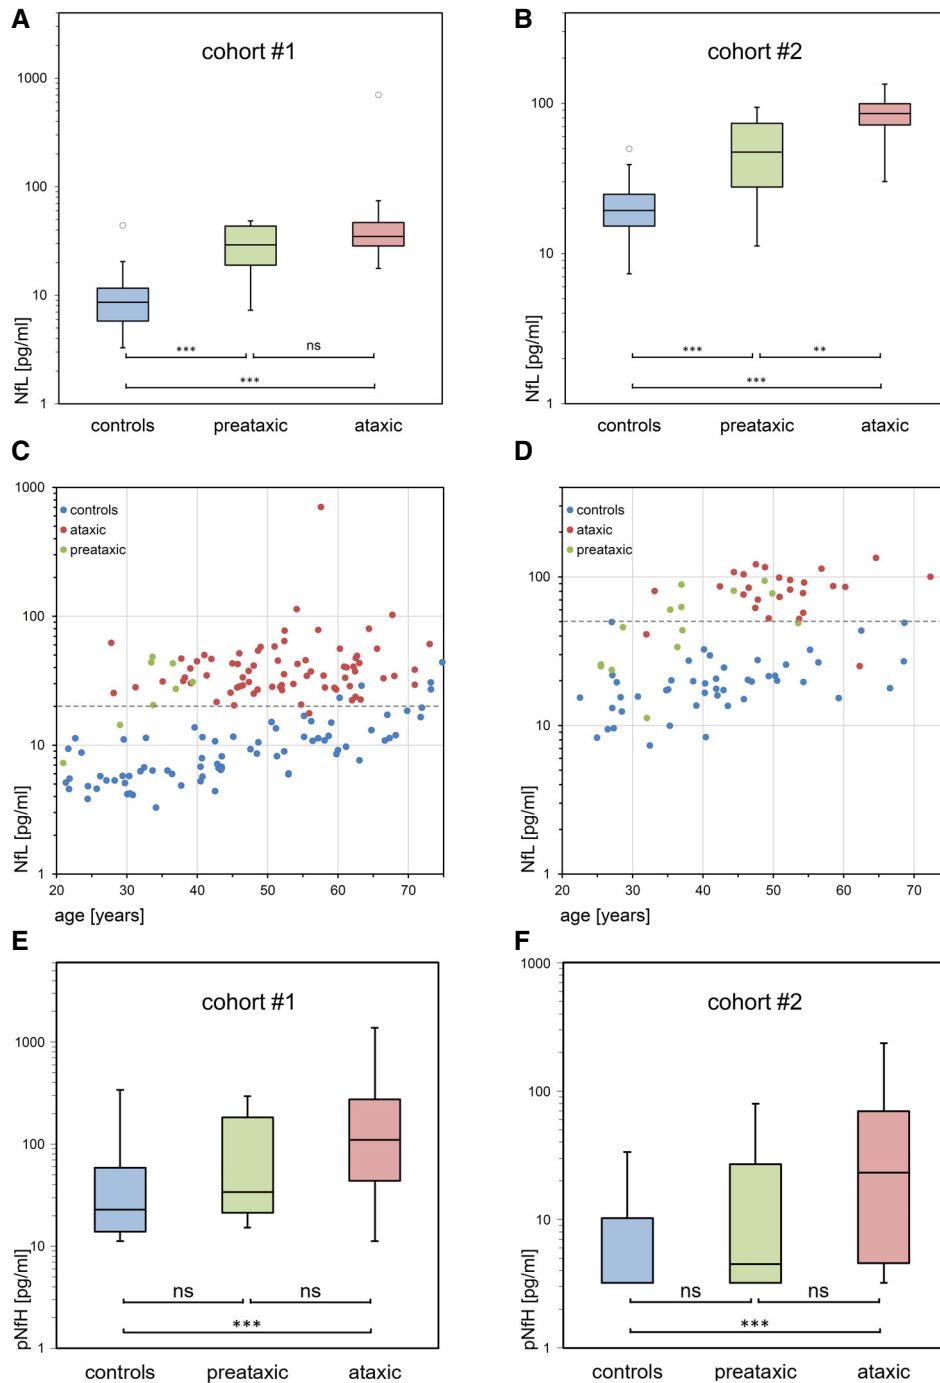 A
cohort #1
1000
100
10
1
NfL [pg/ml]
***
ns
***
controls preataxic ataxic
B
cohort #2
100
10
1
NfL [pg/ml]
***
**
***
controls preataxic ataxic
C
1000
100
10
1
NfL [pg/ml]
controls
ataxic
preataxic
20 30 40 50 60 70
age [years]
D
100
10
1
NfL [pg/ml]
controls
ataxic
preataxic
20 30 40 50 60 70
age [years]
E
cohort #1
1000
100
10
1
pNfH [pg/ml]
ns ns
***
controls preataxic ataxic
F
cohort #2
1000
100
10
1
pNfH [pg/ml]
ns ns
***
controls preataxic ataxic